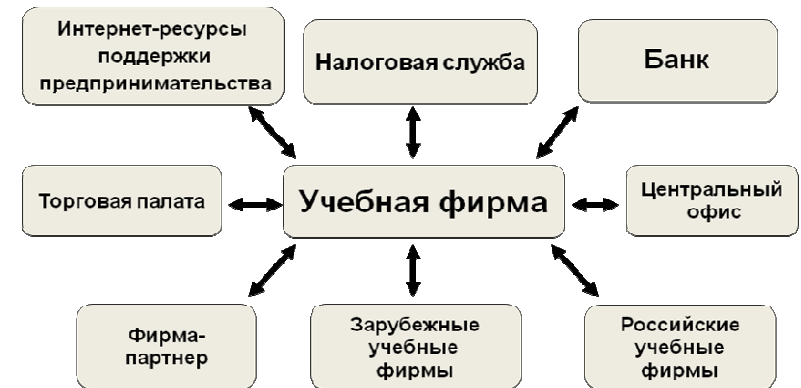 Интернет-ресурсы
поддержки
предпринимательства
Налоговая служба
Банк
Торговая палата
Учебная фирма
Центральный
офис
Фирма-
партнер
Зарубежные
учебные
фирмы
Российские
учебные
фирмы